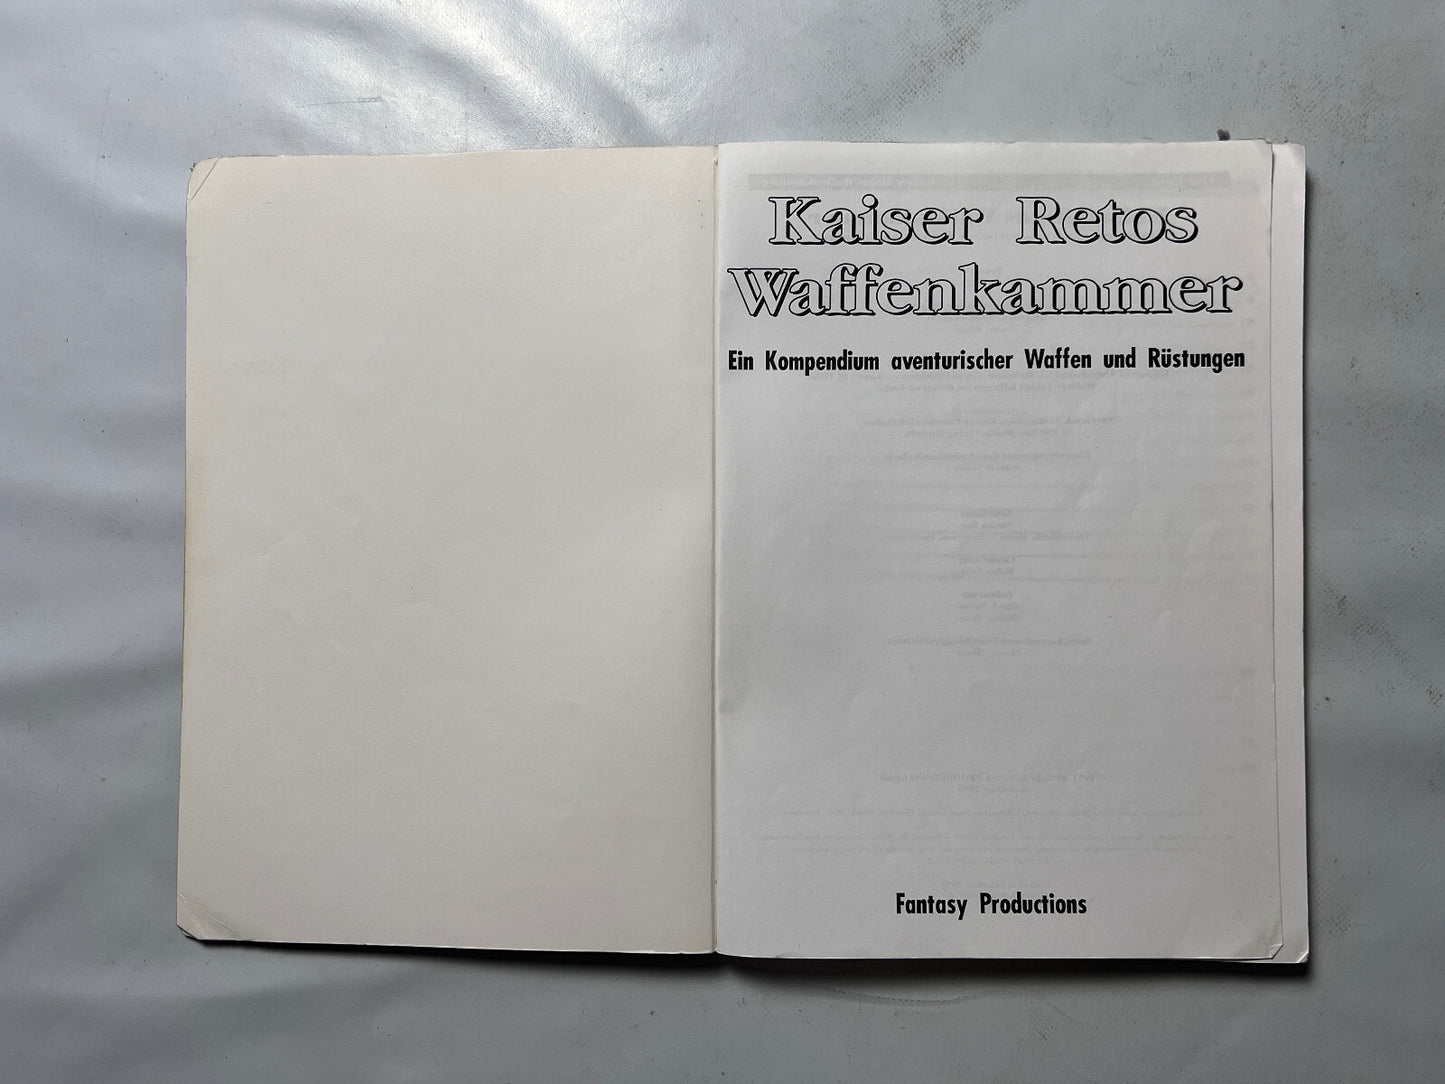 Kaiser Retos
Waffenkammer
Ein Kompendium aventurischer Waffen und Rüstungen
Fantasy Productions